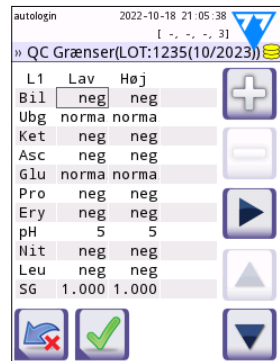 autologin 2022-10-18 21:05:38
[ -, -, -, 3]
» QC Grænser(LOT:1235(10/2023))
L1 Lav Høj
Bil neg neg
Ubg norma norma
Ket neg neg
Asc neg neg
Glu norma norma
Pro neg neg
Ery neg neg
pH 5 5
Nit neg neg
Leu neg neg
SG 1.000 1.000